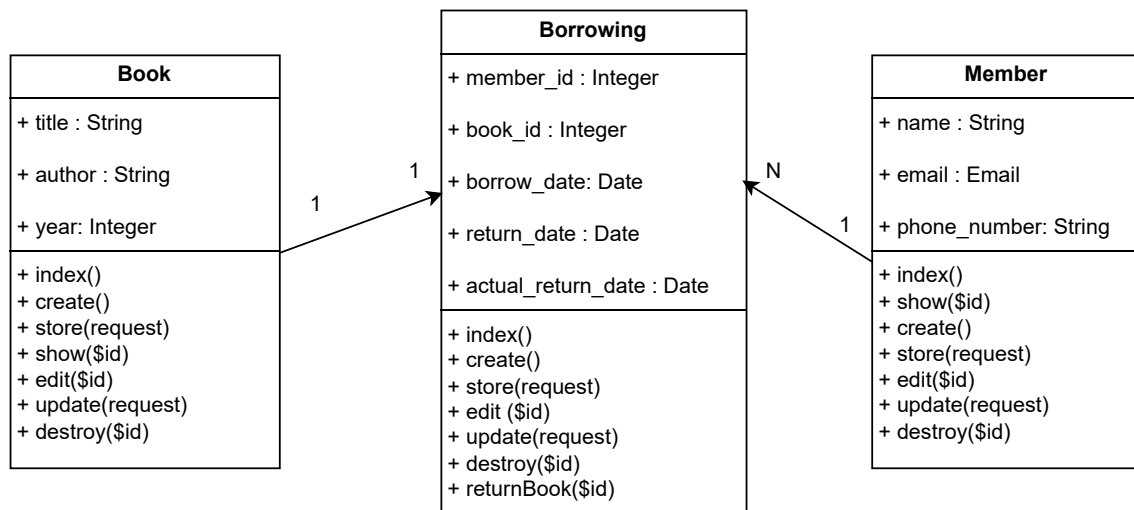 Book
+ title : String
+ author : String
+ year: Integer
+ index()
+ create()
+ store(request)
+ show($id)
+ edit($id)
+ update(request)
+ destroy($id)
1
1
Borrowing
+ member_id : Integer
+ book_id : Integer
+ borrow_date: Date
+ return_date : Date
+ actual_return_date : Date
+ index()
+ create()
+ store(request)
+ edit ($id)
+ update(request)
+ destroy($id)
+ returnBook($id)
N
1
Member
+ name : String
+ email : Email
+ phone_number: String
+ index()
+ show($id)
+ create()
+ store(request)
+ edit($id)
+ update(request)
+ destroy($id)